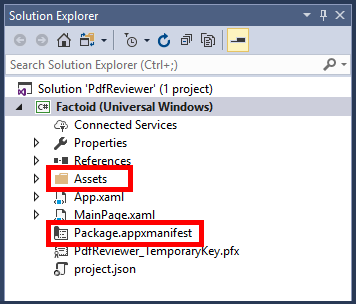 Solution Explorer
Search Solution Explorer (Ctrl+;)
Solution 'PdfReviewer' (1 project)
C# Factoid (Universal Windows)
Connected Services
Properties
References
Assets
App.xaml
MainPage.xaml
Package.appxmanifest
PdfReviewer_TemporaryKey.pfx
project.json